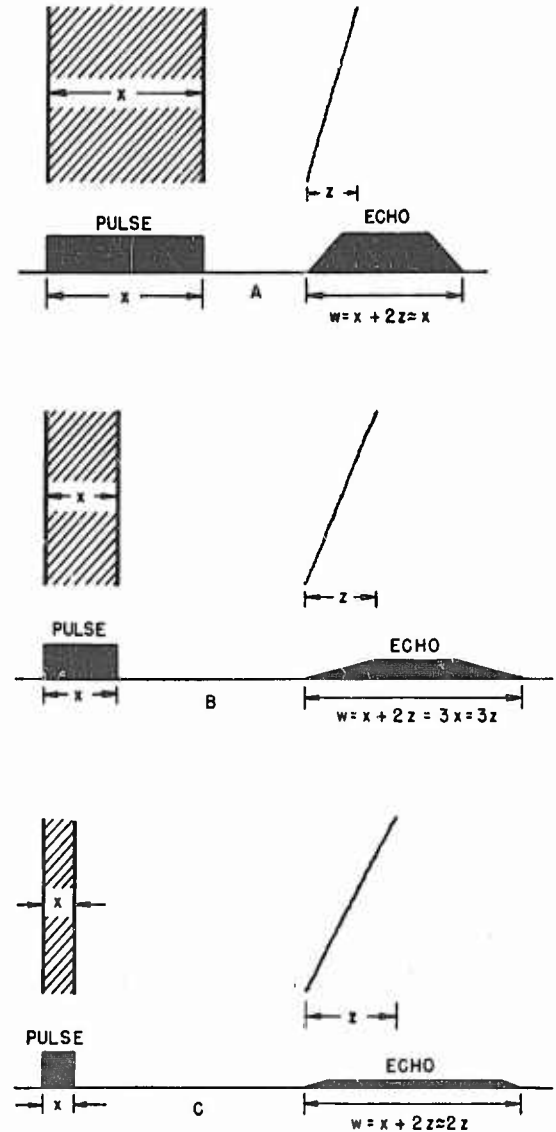 X
Z
PULSE
ECHO
X
A
w = x + 2z ≈ x
X
Z
PULSE
ECHO
X
B
w = x + 2z = 3x = 3z
X
Z
PULSE
ECHO
X
C
w = x + 2z ≈ 2z